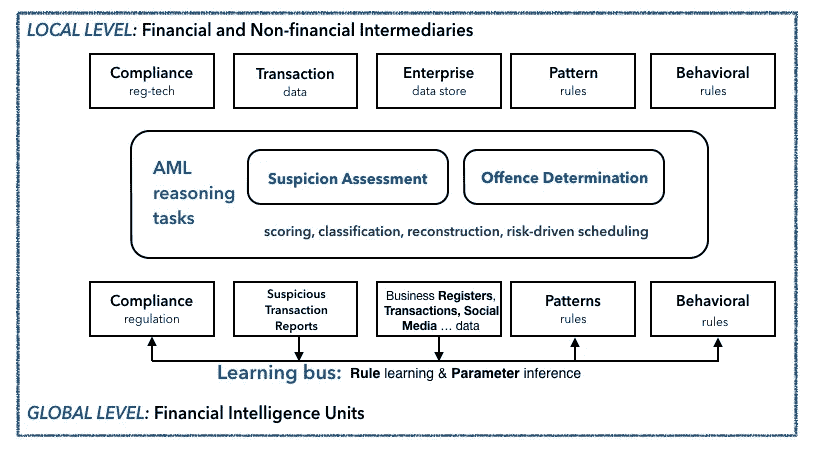 LOCAL LEVEL: Financial and Non-financial Intermediaries
Compliance
reg-tech
Transaction
data
Enterprise
data store
Pattern
rules
Behavioral
rules
AML
reasoning
tasks
Suspicion Assessment
Offence Determination
scoring, classification, reconstruction, risk-driven scheduling
Compliance
regulation
Suspicious
Transaction
Reports
Business Registers,
Transactions, Social
Media ... data
Patterns
rules
Behavioral
rules
Learning bus: Rule learning & Parameter inference
GLOBAL LEVEL: Financial Intelligence Units